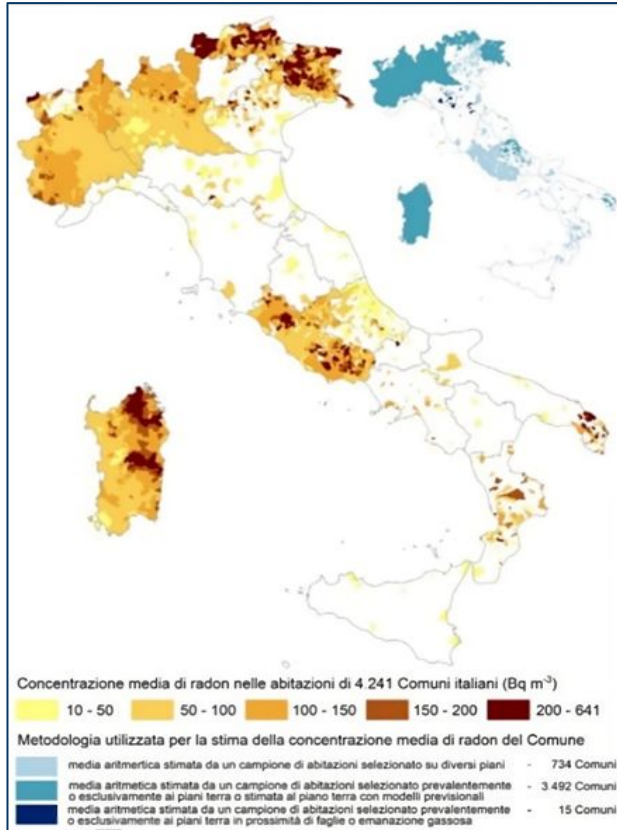 Concentrazione media di radon nelle abitazioni di 4.241 Comuni italiani (Bq m⁻³)
10 - 50 50 - 100 100 - 150 150 - 200 200 - 641
Metodologia utilizzata per la stima della concentrazione media di radon del Comune
media aritmertica stimata da un campione di abitazioni selezionato su diversi piani - 734 Comuni
media aritmetica stimata da un campione di abitazioni selezionato prevalentemente
o esclusivamente ai piani terra o stimata al piano terra con modelli previsionali - 3.492 Comuni
media aritmetica stimata da un campione di abitazioni selezionato prevalentemente - 15 Comuni
o esclusivamente ai piani terra in prossimità di faglie o emanazione gassosa